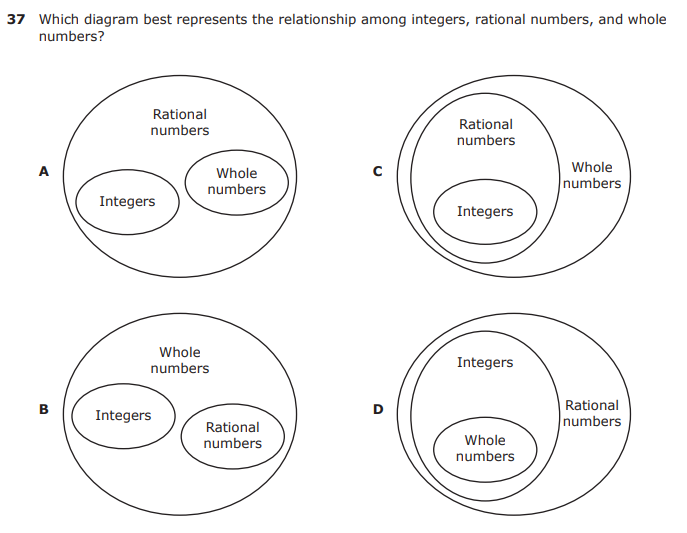 37 Which diagram best represents the relationship among integers, rational numbers, and whole
numbers?
A
Rational
numbers
Integers
Whole
numbers
C
Rational
numbers
Integers
Whole
numbers
B
Whole
numbers
Integers
Rational
numbers
D
Integers
Whole
numbers
Rational
numbers